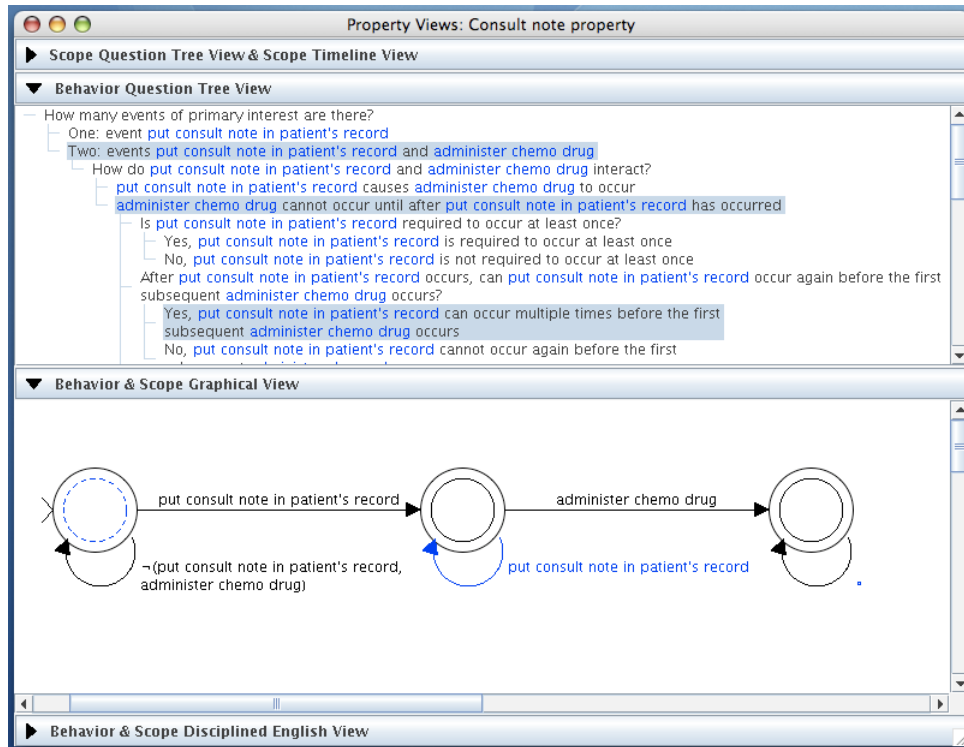 Property Views: Consult note property
Scope Question Tree View & Scope Timeline View
Behavior Question Tree View
How many events of primary interest are there?
One: event put consult note in patient's record
Two: events put consult note in patient's record and administer chemo drug
How do put consult note in patient's record and administer chemo drug interact?
put consult note in patient's record causes administer chemo drug to occur
administer chemo drug cannot occur until after put consult note in patient's record has occurred
Is put consult note in patient's record required to occur at least once?
Yes, put consult note in patient's record is required to occur at least once
No, put consult note in patient's record is not required to occur at least once
After put consult note in patient's record occurs, can put consult note in patient's record occur again before the first
subsequent administer chemo drug occurs?
Yes, put consult note in patient's record can occur multiple times before the first
subsequent administer chemo drug occurs
No, put consult note in patient's record cannot occur again before the first
Behavior & Scope Graphical View
put consult note in patient's record
administer chemo drug
¬(put consult note in patient's record,
administer chemo drug)
put consult note in patient's record
Behavior & Scope Disciplined English View